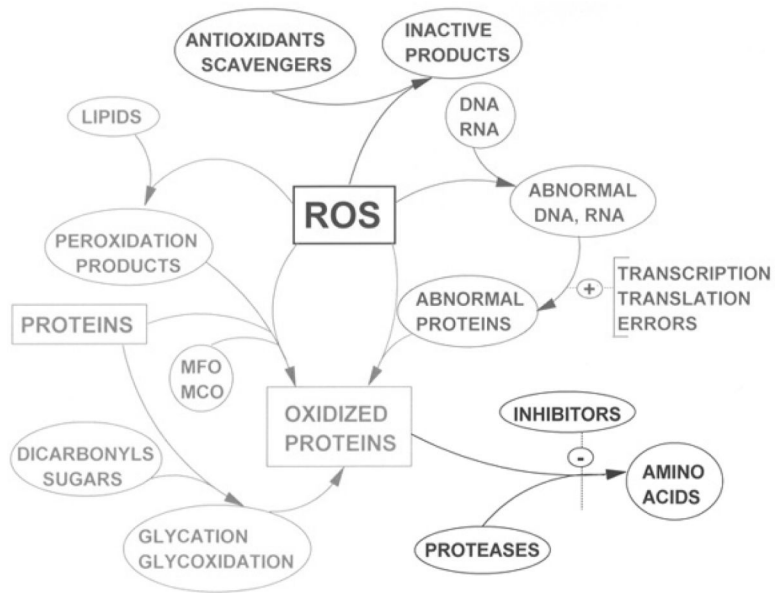 ANTIOXIDANTS
SCAVENGERS
INACTIVE
PRODUCTS
LIPIDS
DNA
RNA
ROS
ABNORMAL
DNA, RNA
PEROXIDATION
PRODUCTS
ABNORMAL
PROTEINS
+
TRANSCRIPTION
TRANSLATION
ERRORS
PROTEINS
MFO
MCO
OXIDIZED
PROTEINS
INHIBITORS
-
DICARBONYLS
SUGARS
AMINO
ACIDS
GLYCATION
GLYCOXIDATION
PROTEASES